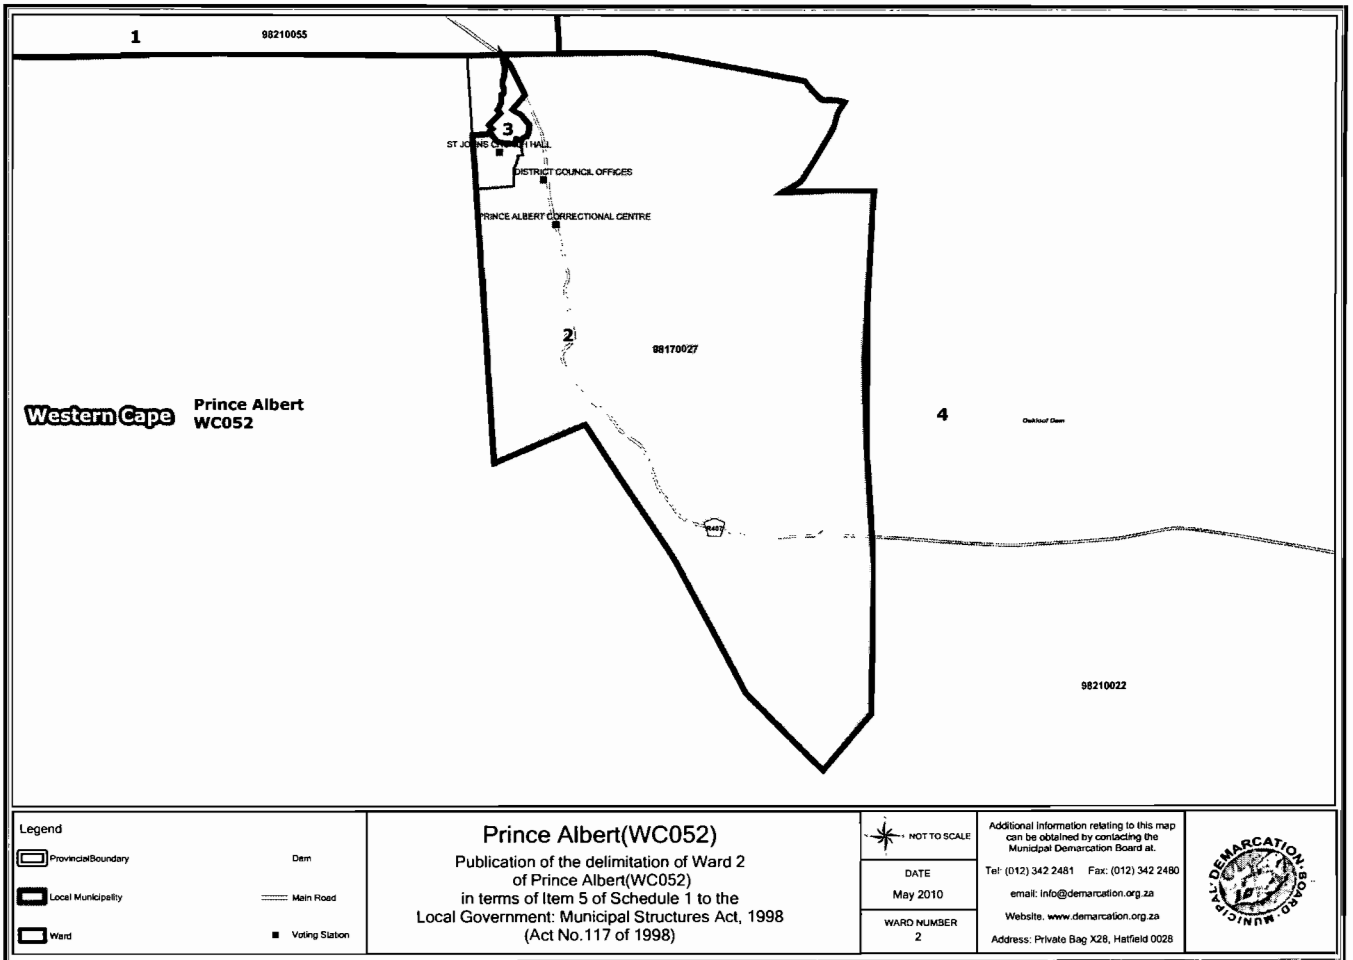 1
98210055
3
ST JOHNS CHURCH HALL
DISTRICT COUNCIL OFFICES
PRINCE ALBERT CORRECTIONAL CENTRE
2
98170027
Western Cape
Prince Albert
WC052
4
Dam
R407
98210022
Legend
ProvincialBoundary
Local Municipality
Ward
Dam
Main Road
Voting Station
Prince Albert(WC052)
Publication of the delimitation of Ward 2
of Prince Albert(WC052)
in terms of Item 5 of Schedule 1 to the
Local Government: Municipal Structures Act, 1998
(Act No.117 of 1998)
NOT TO SCALE
DATE
May 2010
WARD NUMBER
2
Additional Information relating to this map
can be obtained by contacting the
Municipal Demarcation Board at.
Tel: (012) 342 2481 Fax: (012) 342 2480
email: info@demarcation.org.za
Website. www.demarcation.org.za
Address: Private Bag X28, Hatfield 0028
MUNICIPAL DEMARCATION BOARD